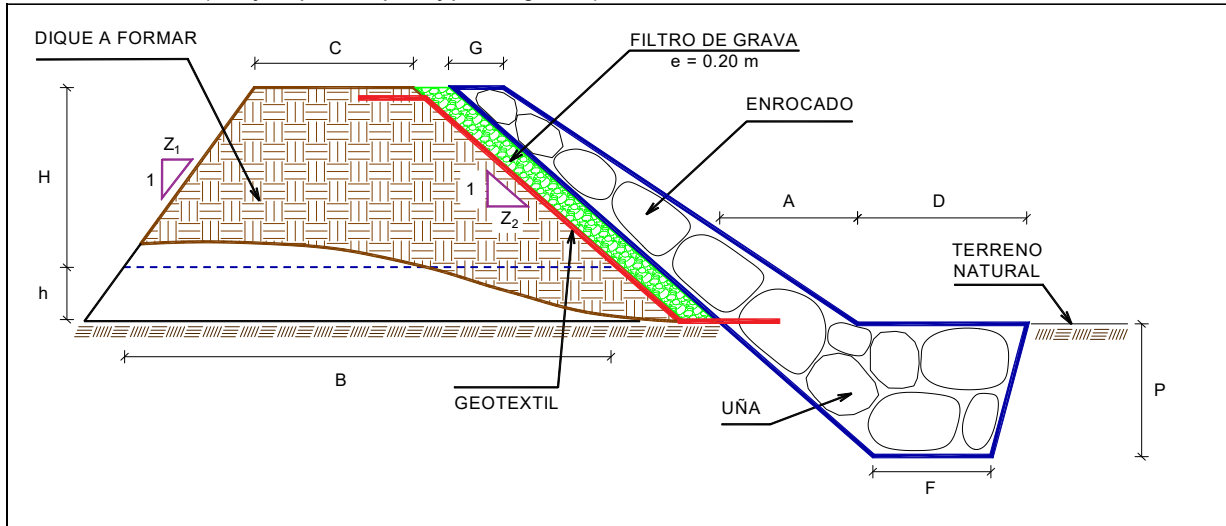 DIQUE A FORMAR
C
G
FILTRO DE GRAVA
e = 0.20 m
ENROCADO
Z1
1
H
1
Z2
A
D
TERRENO
NATURAL
h
B
GEOTEXTIL
UÑA
P
F